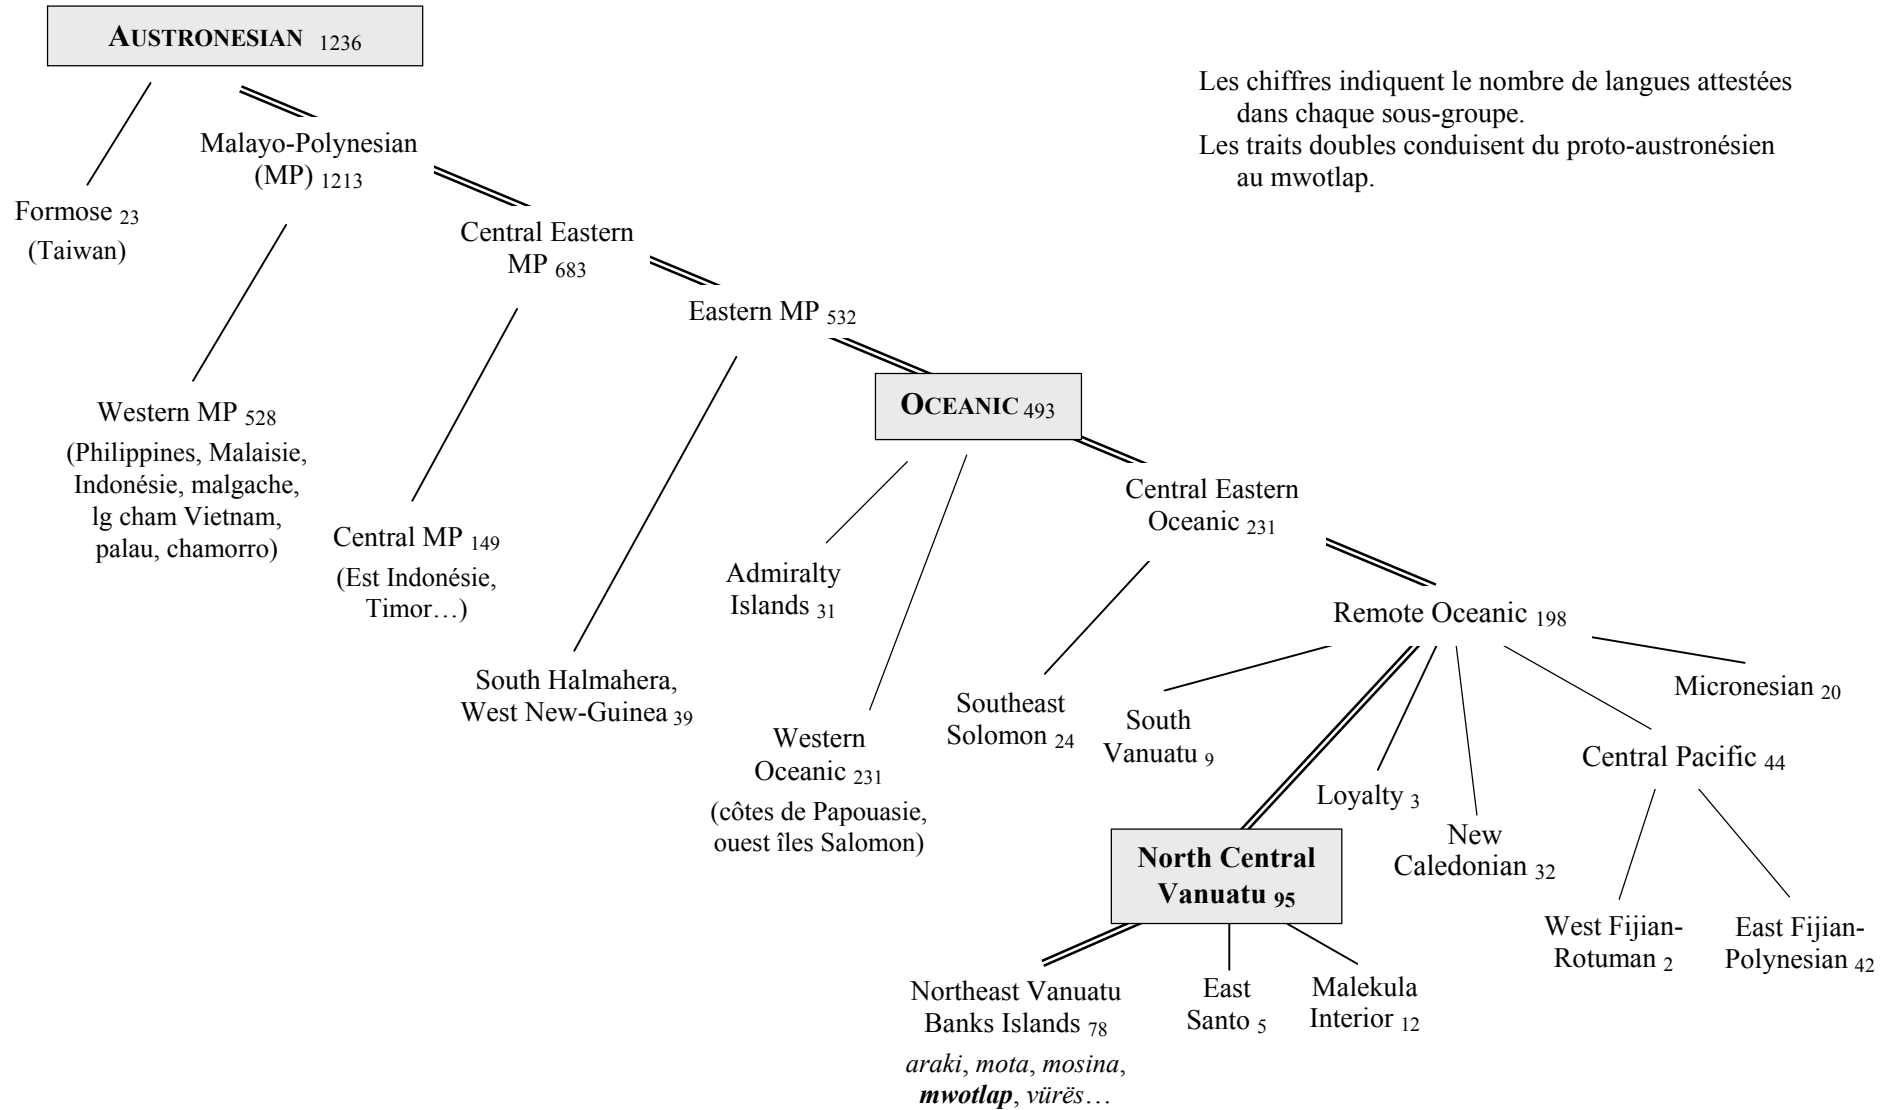 AUSTRONESIAN 1236
Les chiffres indiquent le nombre de langues attestées
dans chaque sous-groupe.
Les traits doubles conduisent du proto-austronésien
au mwotlap.
Malayo-Polynesian
(MP) 1213
Formose 23
(Taiwan)
Central Eastern
MP 683
Eastern MP 532
OCEANIC 493
Western MP 528
(Philippines, Malaisie,
Indonésie, malgache,
lg cham Vietnam,
palau, chamorro)
Central MP 149
(Est Indonésie,
Timor…)
Central Eastern
Oceanic 231
Admiralty
Islands 31
Remote Oceanic 198
South Halmahera,
West New-Guinea 39
Western
Oceanic 231
(côtes de Papouasie,
ouest îles Salomon)
Southeast
Solomon 24
South
Vanuatu 9
Micronesian 20
Central Pacific 44
Loyalty 3
New
Caledonian 32
North Central
Vanuatu 95
West Fijian-
Rotuman 2
East Fijian-
Polynesian 42
Northeast Vanuatu
Banks Islands 78
araki, mota, mosina,
mwotlap, vürës…
East
Santo 5
Malekula
Interior 12